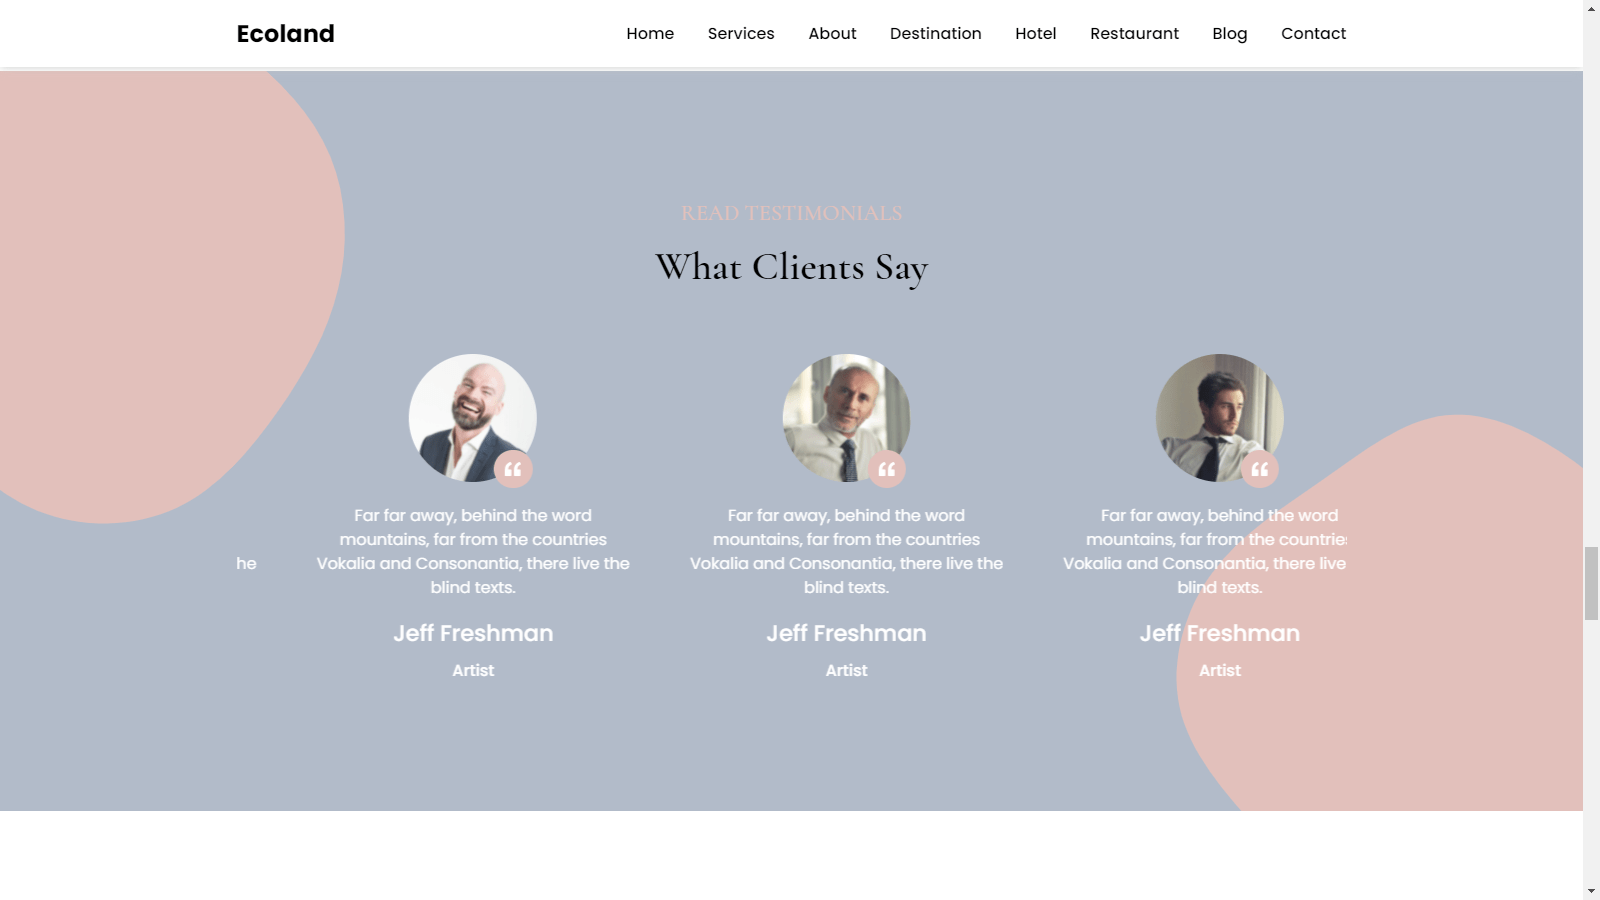 Ecoland
Home Services About Destination Hotel Restaurant Blog Contact
READ TESTIMONIALS
What Clients Say
he
Far far away, behind the word
mountains, far from the countries
Vokalia and Consonantia, there live the
blind texts.
Jeff Freshman
Artist
Far far away, behind the word
mountains, far from the countries
Vokalia and Consonantia, there live the
blind texts.
Jeff Freshman
Artist
Far far away, behind the word
mountains, far from the countries
Vokalia and Consonantia, there live
blind texts.
Jeff Freshman
Artist